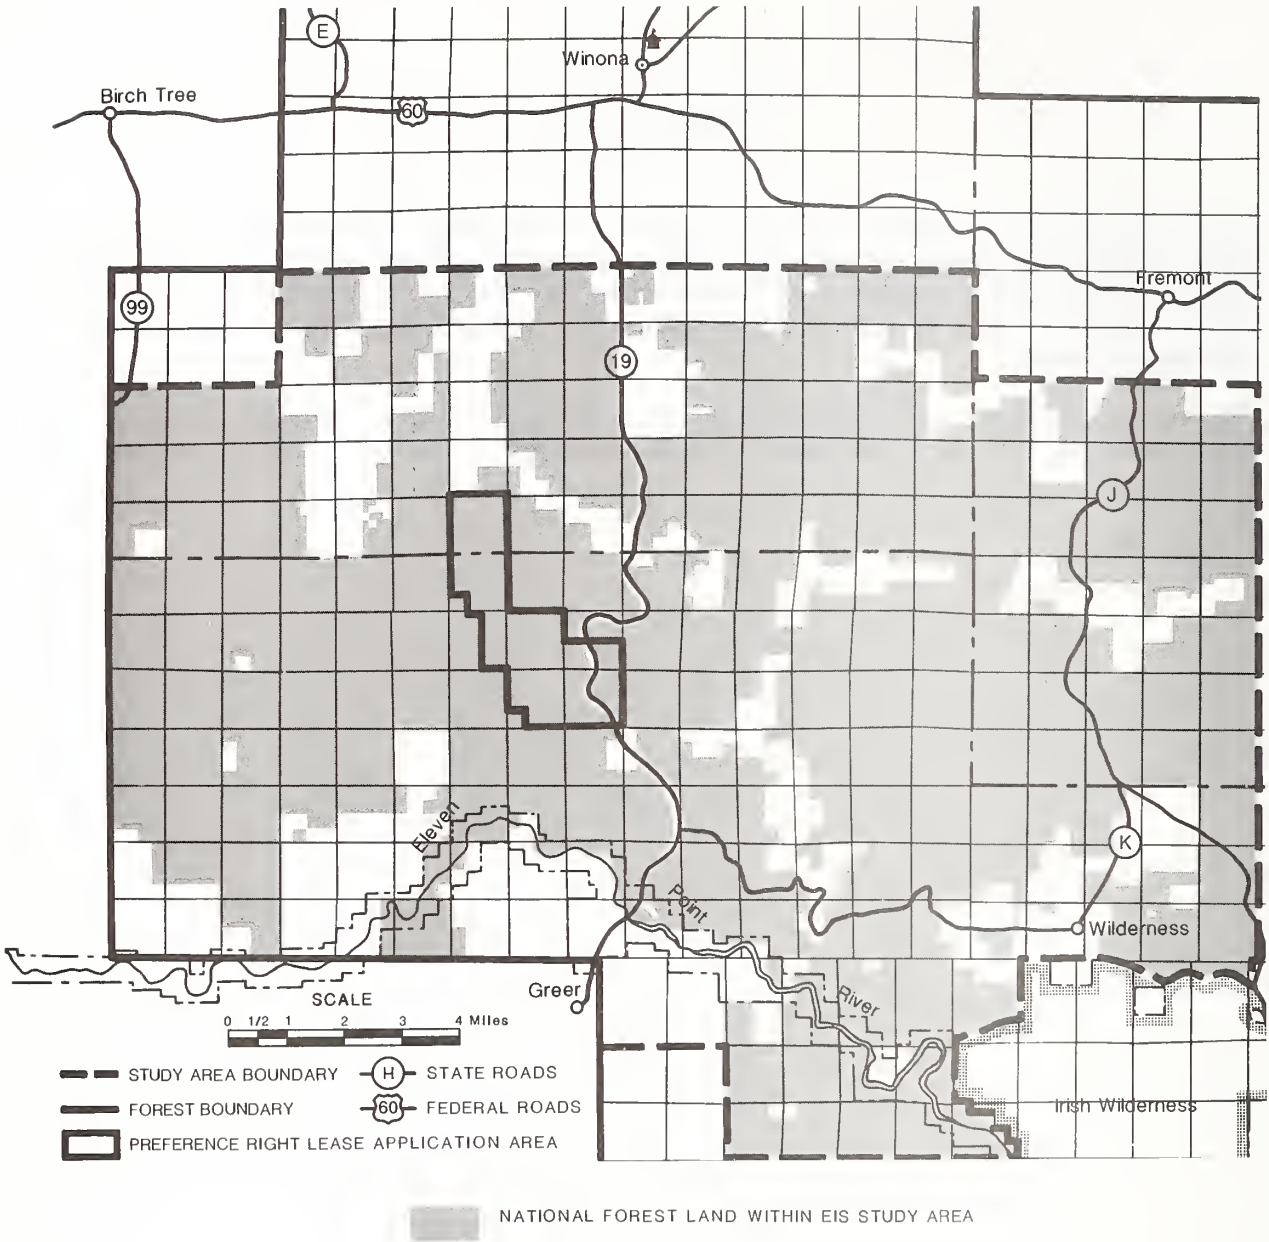 E
Winona
Birch Tree
60
Fremont
99
19
J
Eleven
K
Point
Wilderness
Greer
River
SCALE
0 1/2 1 2 3 4 Miles
STUDY AREA BOUNDARY H STATE ROADS
FOREST BOUNDARY 60 FEDERAL ROADS
PREFERENCE RIGHT LEASE APPLICATION AREA
Irish Wilderness
NATIONAL FOREST LAND WITHIN EIS STUDY AREA